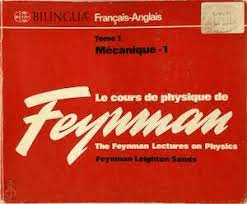 BILINGUA Français-Anglais
Tome 1
Mécanique-1
Le cours de physique de
Feynman
The Feynman Lectures on Physics
Feynman Leighton Sands